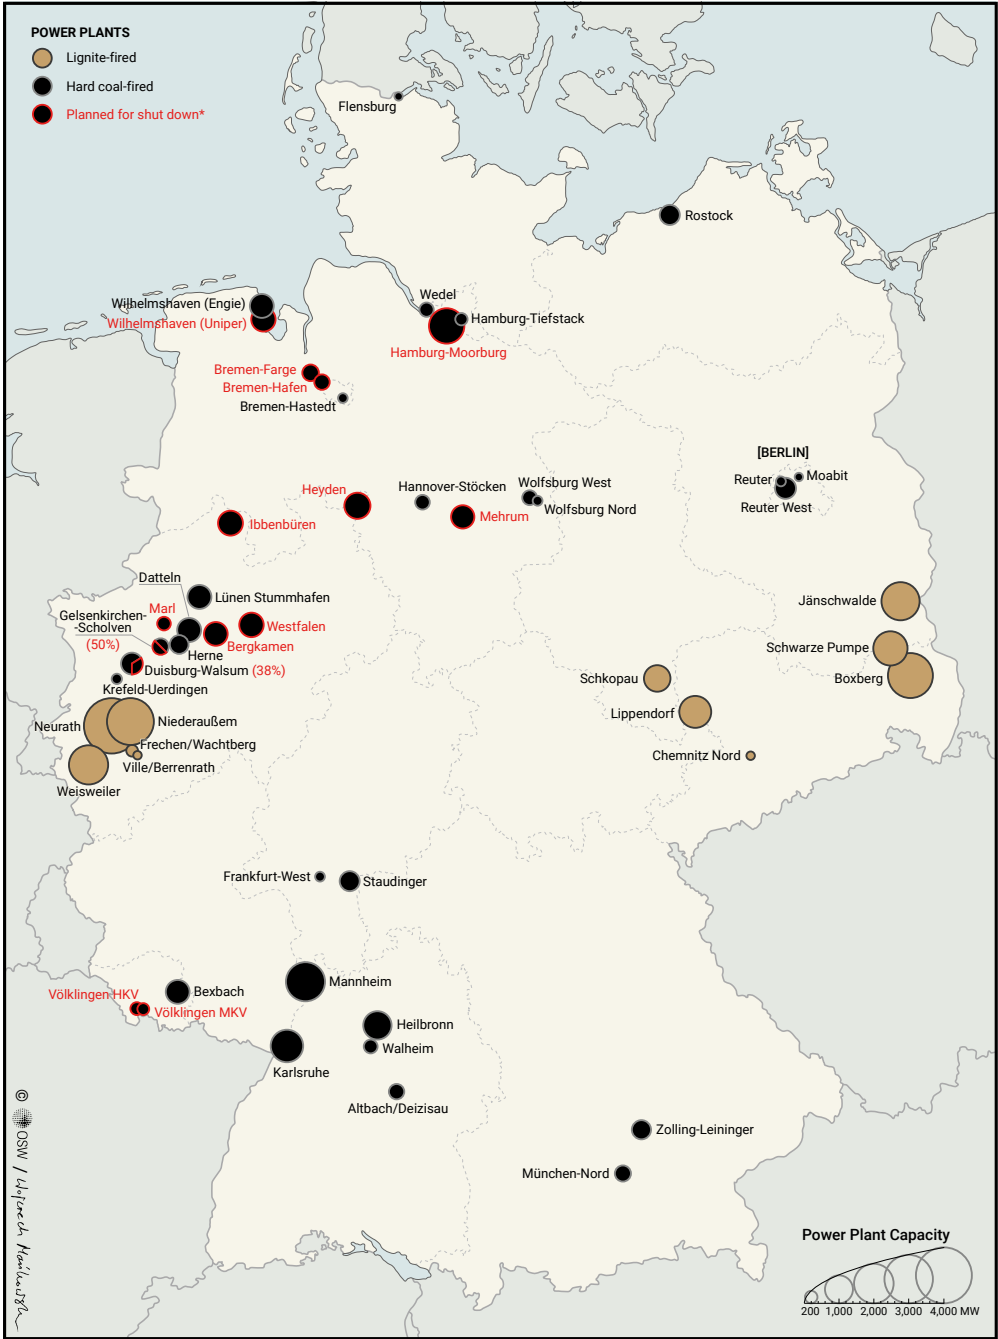 POWER PLANTS
Lignite-fired
Hard coal-fired
Planned for shut down*
Flensburg
Rostock
Wedel
Wilhelmshaven (Engie)
Hamburg-Tiefstack
Wilhelmshaven (Uniper)
Hamburg-Moorburg
Bremen-Farge
Bremen-Hafen
Bremen-Hastedt
[BERLIN]
Reuter
Moabit
Reuter West
Heyden
Hannover-Stöcken
Wolfsburg West
Wolfsburg Nord
Mehrum
Ibbenbüren
Datteln
Lünen Stummhafen
Jänschwalde
Marl
Gelsenkirchen-
-Scholven
(50%)
Westfalen
Bergkamen
Herne
Schwarze Pumpe
Duisburg-Walsum (38%)
Boxberg
Schkopau
Krefeld-Uerdingen
Lippendorf
Neurath
Niederaußem
Frechen/Wachtberg
Chemnitz Nord
Ville/Berrenrath
Weisweiler
Frankfurt-West
Staudinger
Mannheim
Bexbach
Völklingen HKV
Völklingen MKV
Heilbronn
Walheim
Karlsruhe
Altbach/Deizisau
Zolling-Leininger
München-Nord
© OSW / Wojciech Mańkowski
Power Plant Capacity
200 1,000 2,000 3,000 4,000 MW